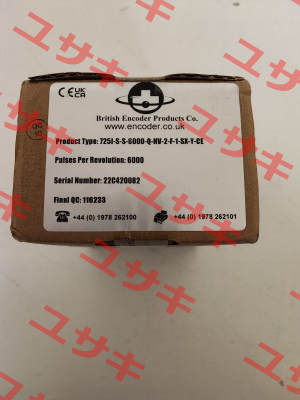 CE UK CA
British Encoder Products Co.
www.encoder.co.uk
Product Type: 725I-S-S-6000-Q-HV-2-F-1-SX-Y-CE
Pulses Per Revolution: 6000
Serial Number: 22C420082
Final QC: 116233
+44 (0) 1978 262100
+44 (0) 1978 262101
ユサキ
ユサキ
ユサキ
ユサキ
ユサキ
ユサキ